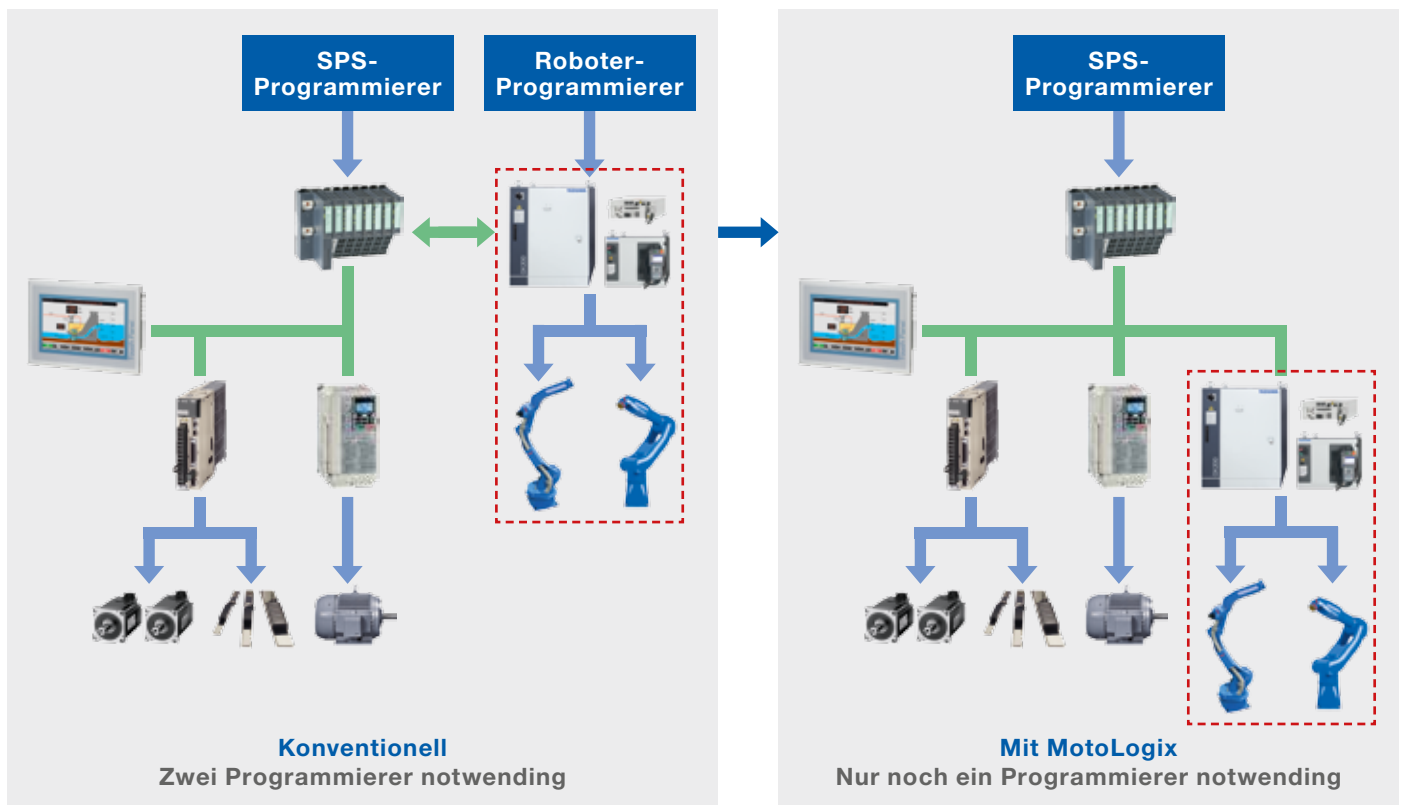 SPS-
Programmierer
Roboter-
Programmierer
SPS-
Programmierer
Konventionell
Zwei Programmierer notwending
Mit MotoLogix
Nur noch ein Programmierer notwending